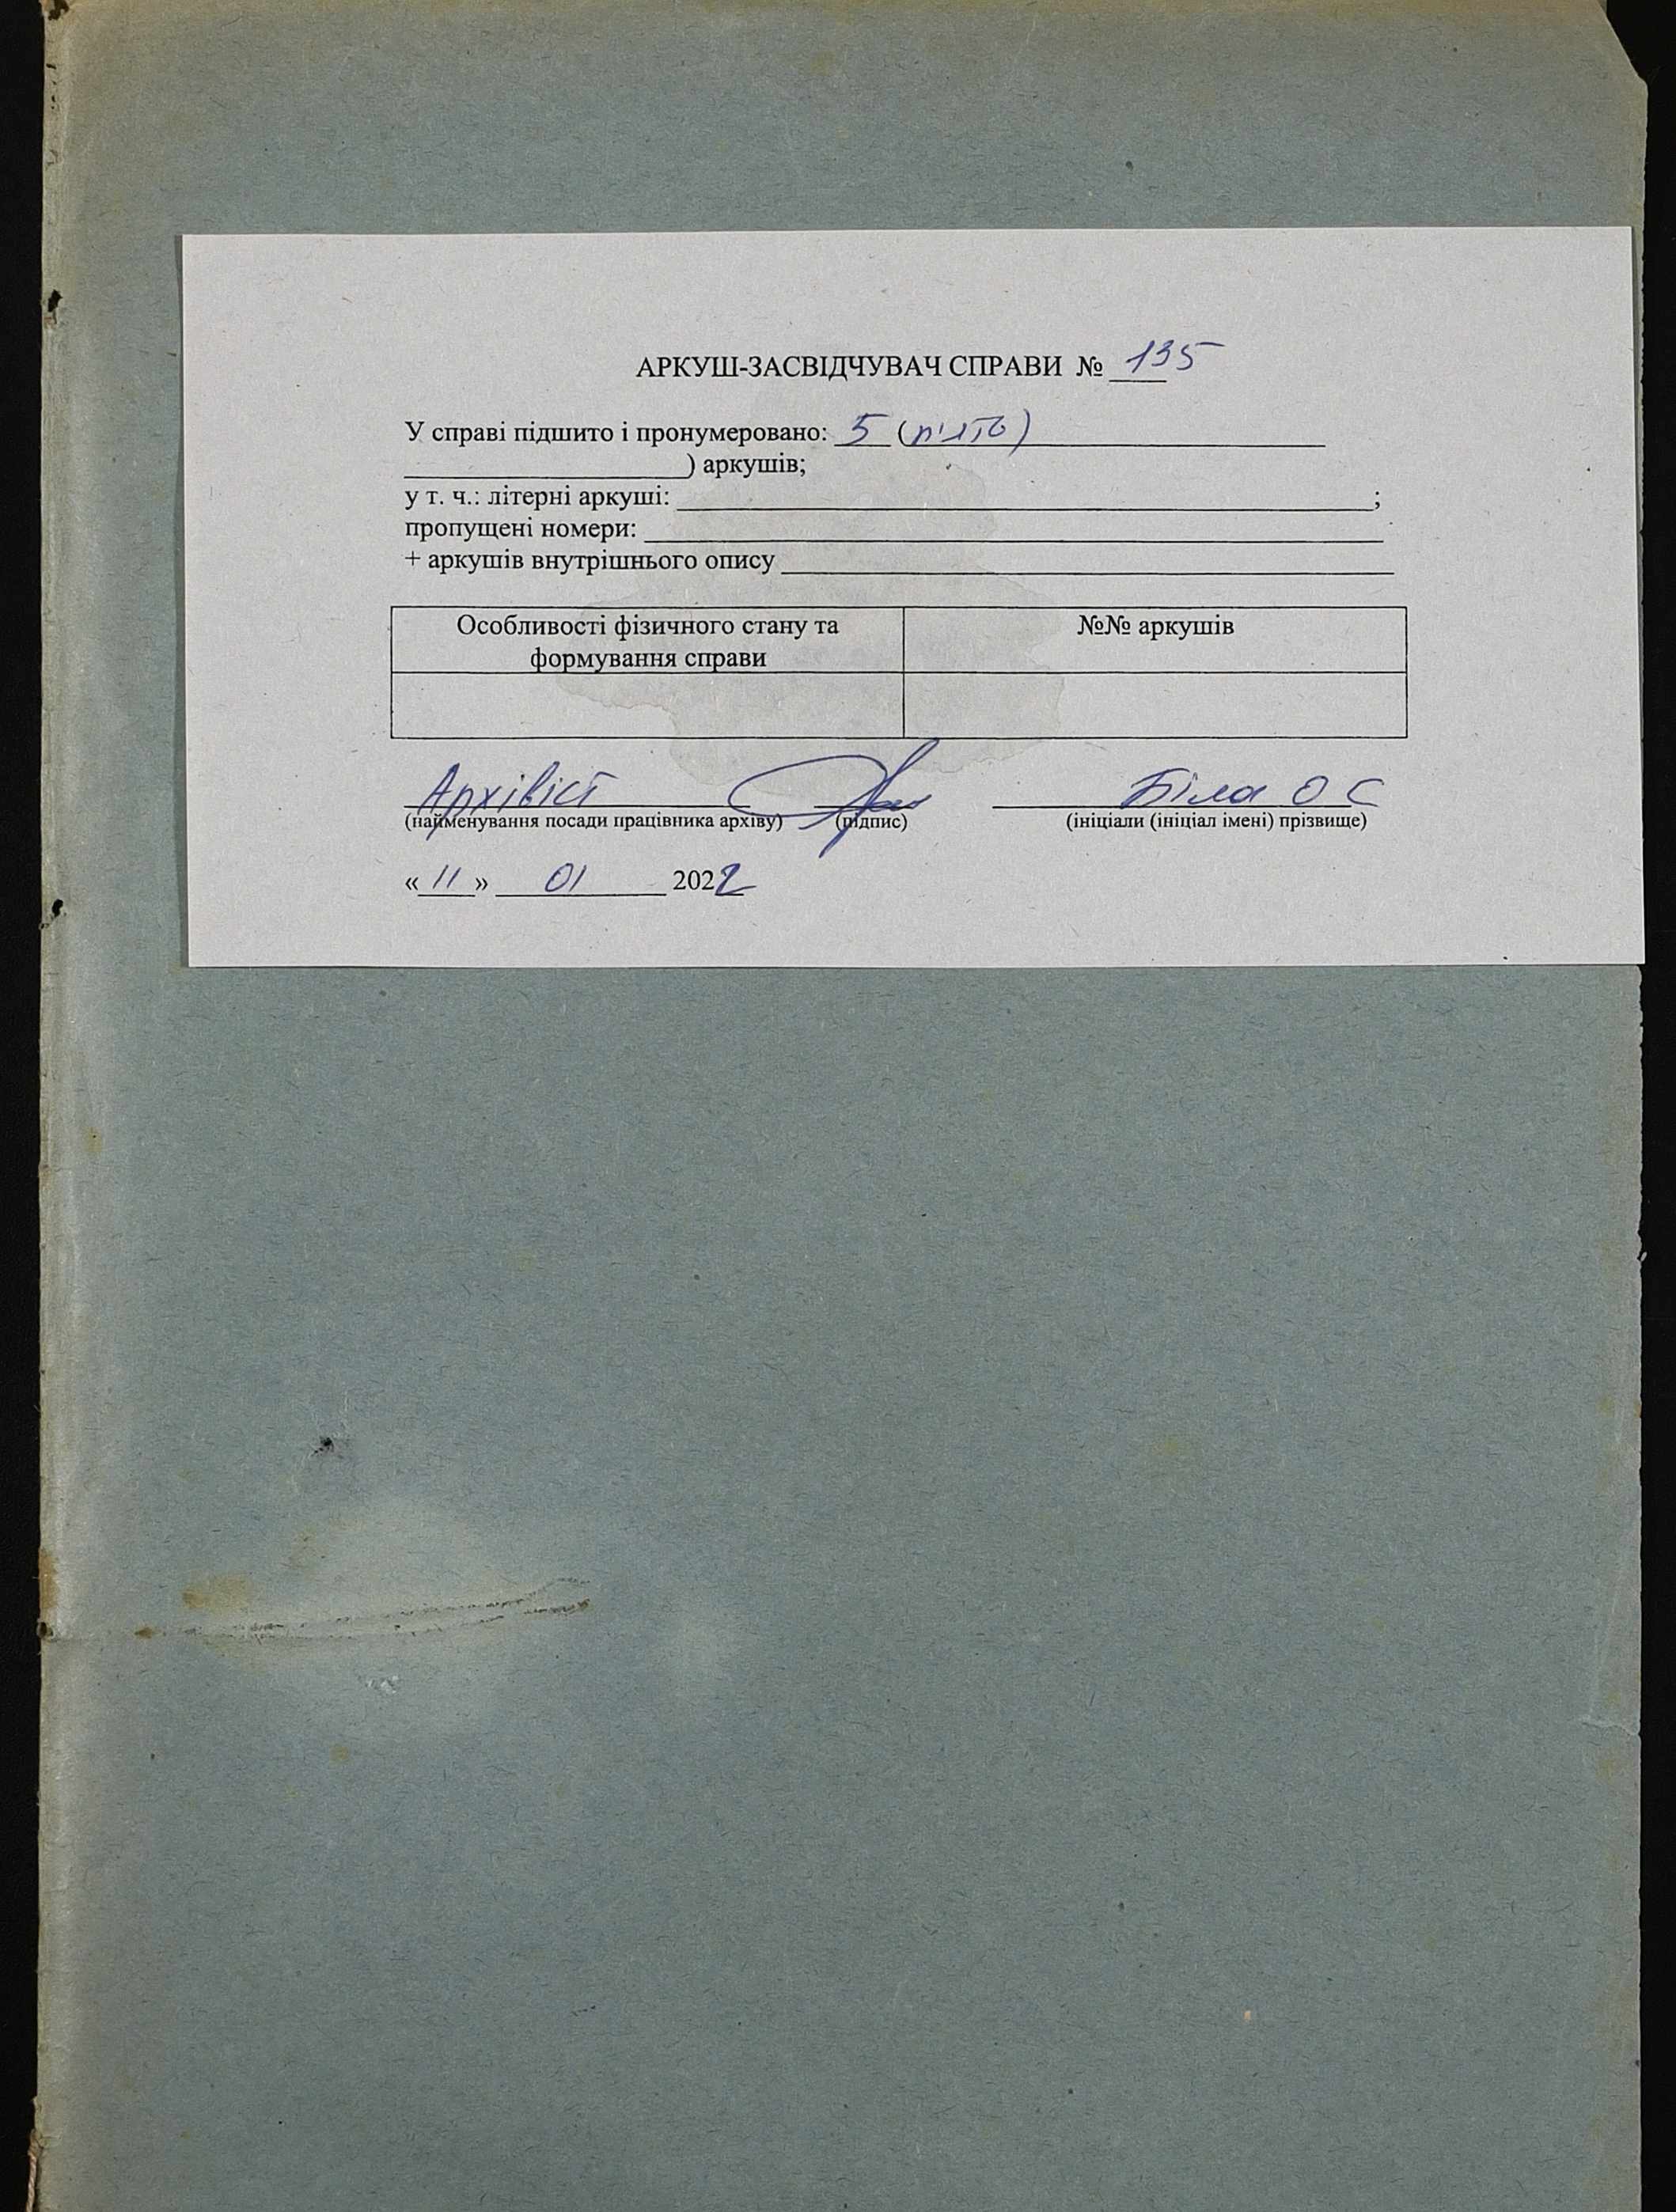 АРКУШ-ЗАСВІДЧУВАЧ СПРАВИ № 135
У справі підшито і пронумеровано: 5 (п'ять)
) аркушів;
у т. ч.: літерні аркуші: ;
пропущені номери:
+ аркушів внутрішнього опису
Особливості фізичного стану та формування справи
№№ аркушів
Архівіст Біла О С
(найменування посади працівника архіву) (підпис) (ініціали (ініціал імені) прізвище)
« 11 » 01 2022